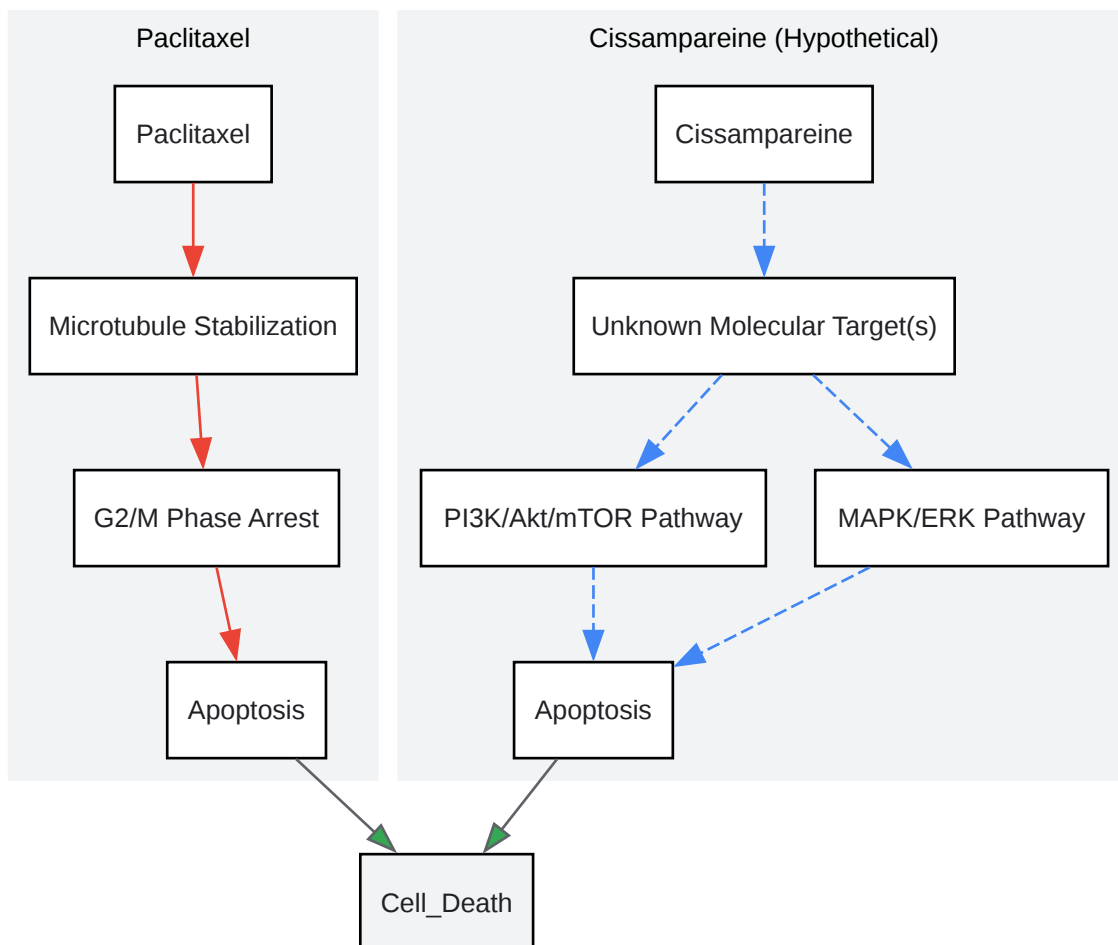 Paclitaxel
Paclitaxel
Microtubule Stabilization
G2/M Phase Arrest
Apoptosis
Cissampareine (Hypothetical)
Cissampareine
Unknown Molecular Target(s)
PI3K/Akt/mTOR Pathway
MAPK/ERK Pathway
Apoptosis
Cell_Death